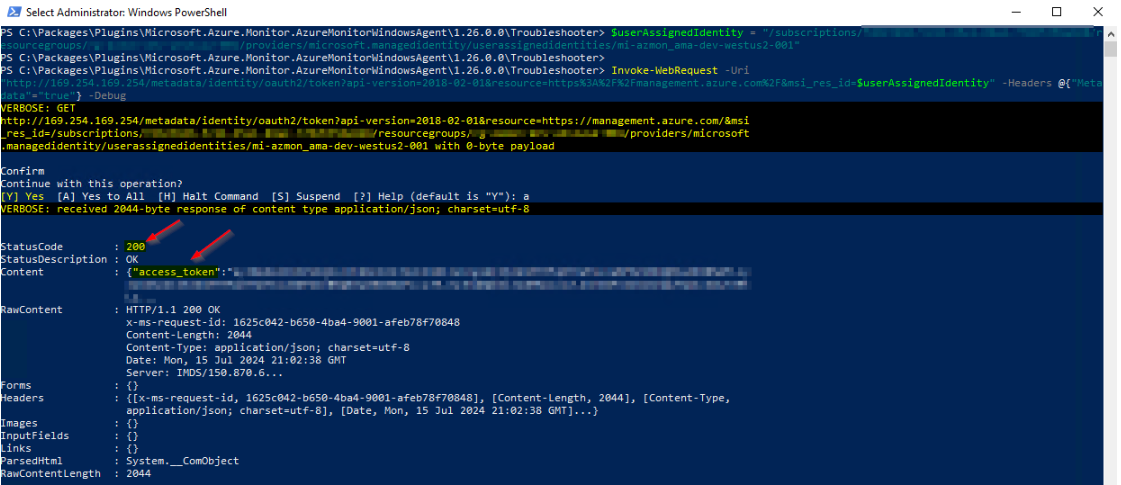 Select Administrator: Windows PowerShell
PS C:\Packages\Plugins\Microsoft.Azure.Monitor.AzureMonitorWindowsAgent\1.26.0.0\Troubleshooter> $userAssignedIdentity = "/subscriptions/ r
esourcegroups/ /providers/microsoft.managedidentity/userassignedidentities/mi-azmon_ama-dev-westus2-001"
PS C:\Packages\Plugins\Microsoft.Azure.Monitor.AzureMonitorWindowsAgent\1.26.0.0\Troubleshooter>
PS C:\Packages\Plugins\Microsoft.Azure.Monitor.AzureMonitorWindowsAgent\1.26.0.0\Troubleshooter> Invoke-WebRequest -Uri
"http://169.254.169.254/metadata/identity/oauth2/token?api-version=2018-02-01&resource=https%3A%2F%2Fmanagement.azure.com%2F&msi_res_id=$userAssignedIdentity" -Headers @{"Meta
data"="true"} -Debug
VERBOSE: GET
http://169.254.169.254/metadata/identity/oauth2/token?api-version=2018-02-01&resource=https://management.azure.com/&msi
_res_id=/subscriptions/ /resourcegroups/ /providers/microsoft
.managedidentity/userassignedidentities/mi-azmon_ama-dev-westus2-001 with 0-byte payload
Confirm
Continue with this operation?
[Y] Yes [A] Yes to All [H] Halt Command [S] Suspend [?] Help (default is "Y"): a
VERBOSE: received 2044-byte response of content type application/json; charset=utf-8
StatusCode : 200
StatusDescription : OK
Content : {"access_token":"
RawContent : HTTP/1.1 200 OK
x-ms-request-id: 1625c042-b650-4ba4-9001-afeb78f70848
Content-Length: 2044
Content-Type: application/json; charset=utf-8
Date: Mon, 15 Jul 2024 21:02:38 GMT
Server: IMDS/150.870.6...
Forms : {}
Headers : {[x-ms-request-id, 1625c042-b650-4ba4-9001-afeb78f70848], [Content-Length, 2044], [Content-Type,
application/json; charset=utf-8], [Date, Mon, 15 Jul 2024 21:02:38 GMT]...}
Images : {}
InputFields : {}
Links : {}
ParsedHtml : System.__ComObject
RawContentLength : 2044